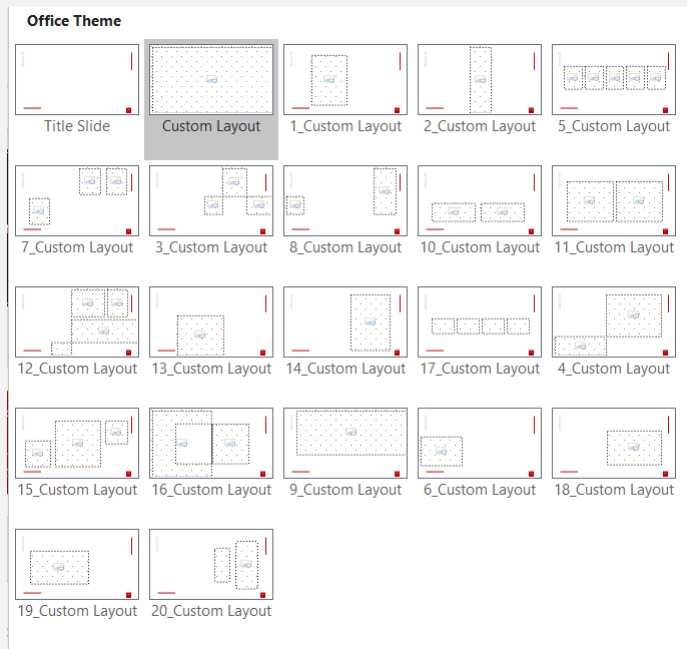 Office Theme
Title Slide
Custom Layout
1_Custom Layout
2_Custom Layout
5_Custom Layout
7_Custom Layout
3_Custom Layout
8_Custom Layout
10_Custom Layout
11_Custom Layout
12_Custom Layout
13_Custom Layout
14_Custom Layout
17_Custom Layout
4_Custom Layout
15_Custom Layout
16_Custom Layout
9_Custom Layout
6_Custom Layout
18_Custom Layout
19_Custom Layout
20_Custom Layout